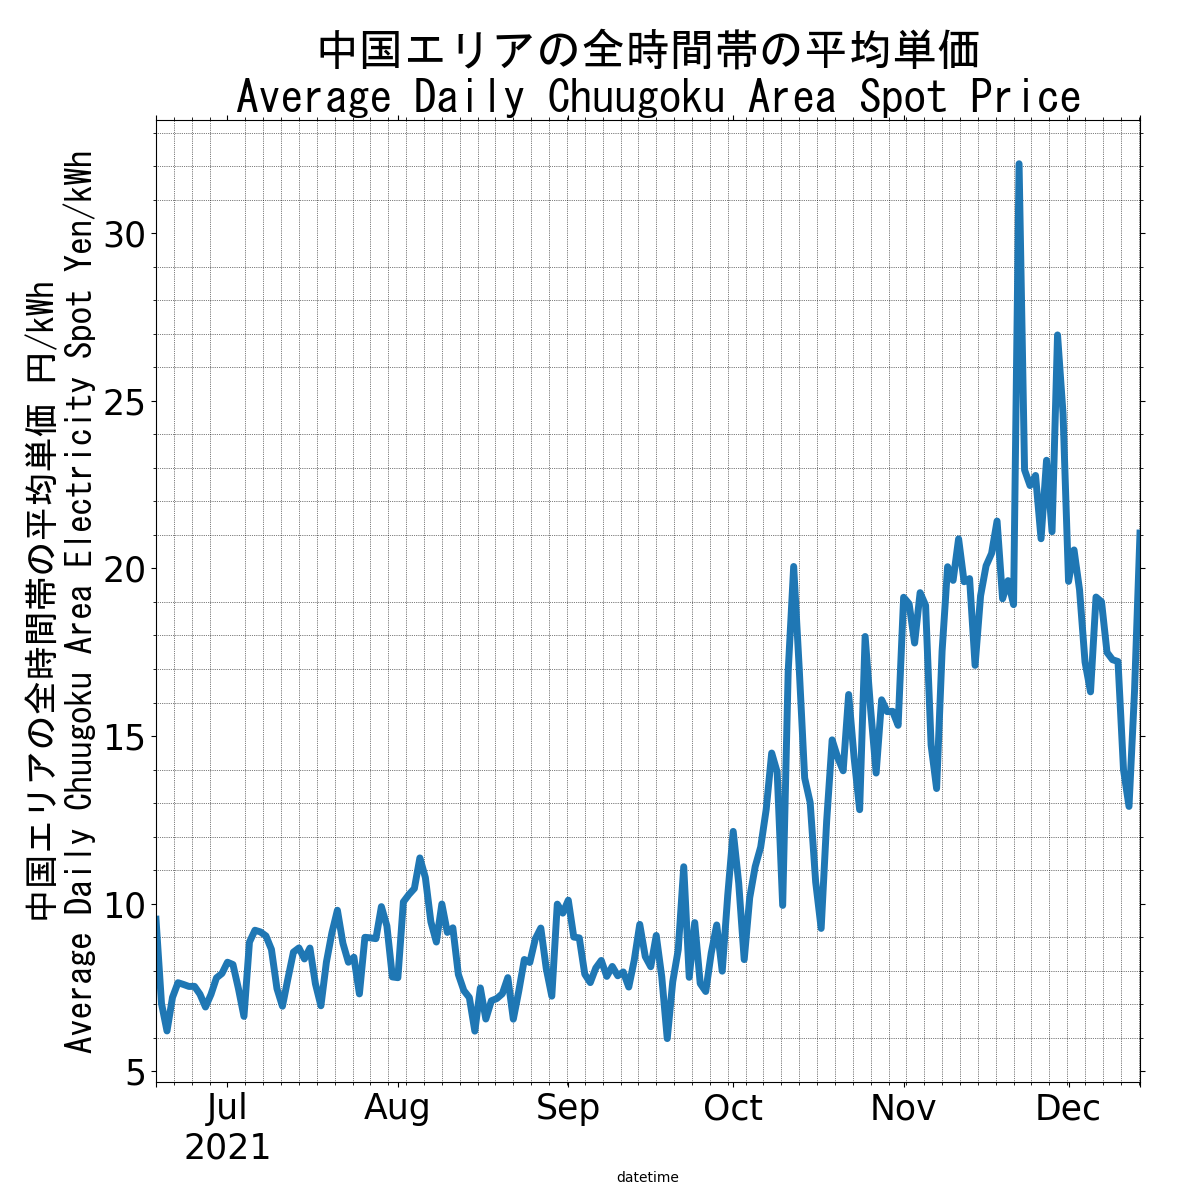 中国エリアの全時間帯の平均単価
Average Daily Chuugoku Area Spot Price
中国エリアの全時間帯の平均単価 円/kWh
Average Daily Chuugoku Area Electricity Spot Yen/kWh
30
25
20
15
10
5
Jul
2021
Aug
Sep
Oct
Nov
Dec
datetime